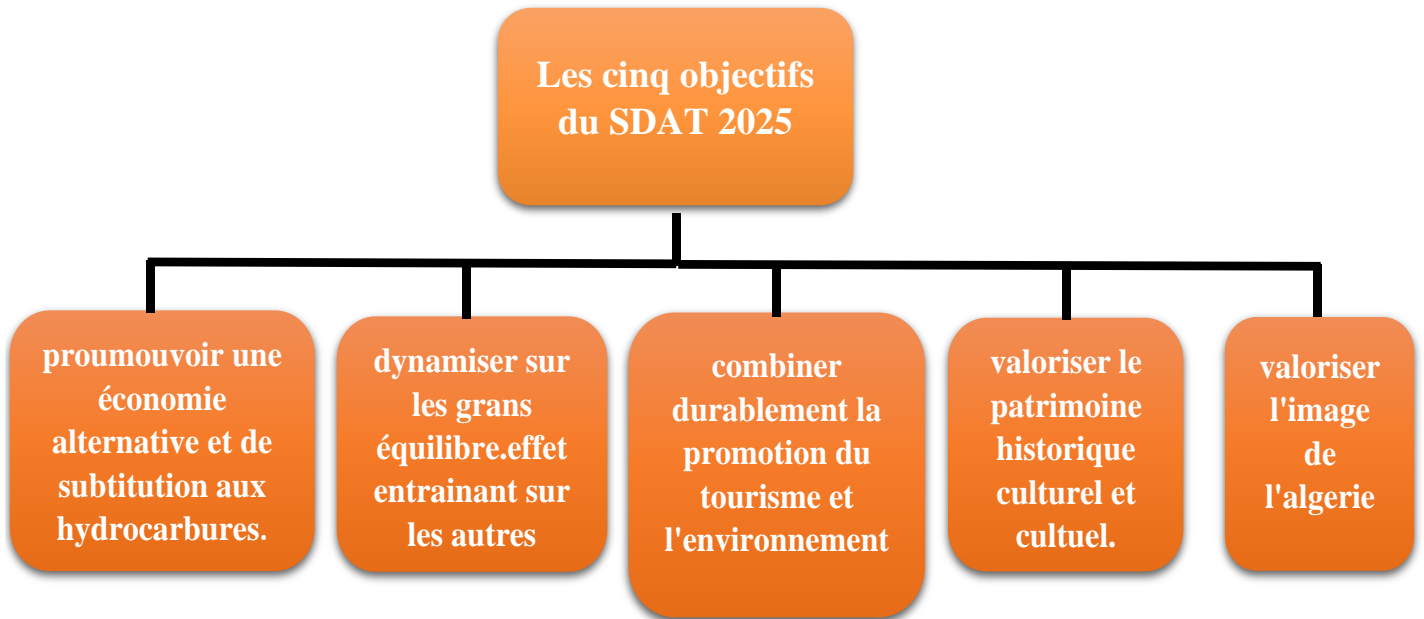 Les cinq objectifs
du SDAT 2025
proumouvoir une
économie
alternative et de
subtitution aux
hydrocarbures.
dynamiser sur
les grans
équilibre.effet
entrainant sur
les autres
combiner
durablement la
promotion du
tourisme et
l'environnement
valoriser le
patrimoine
historique
culturel et
cultuel.
valoriser
l'image
de
l'algerie